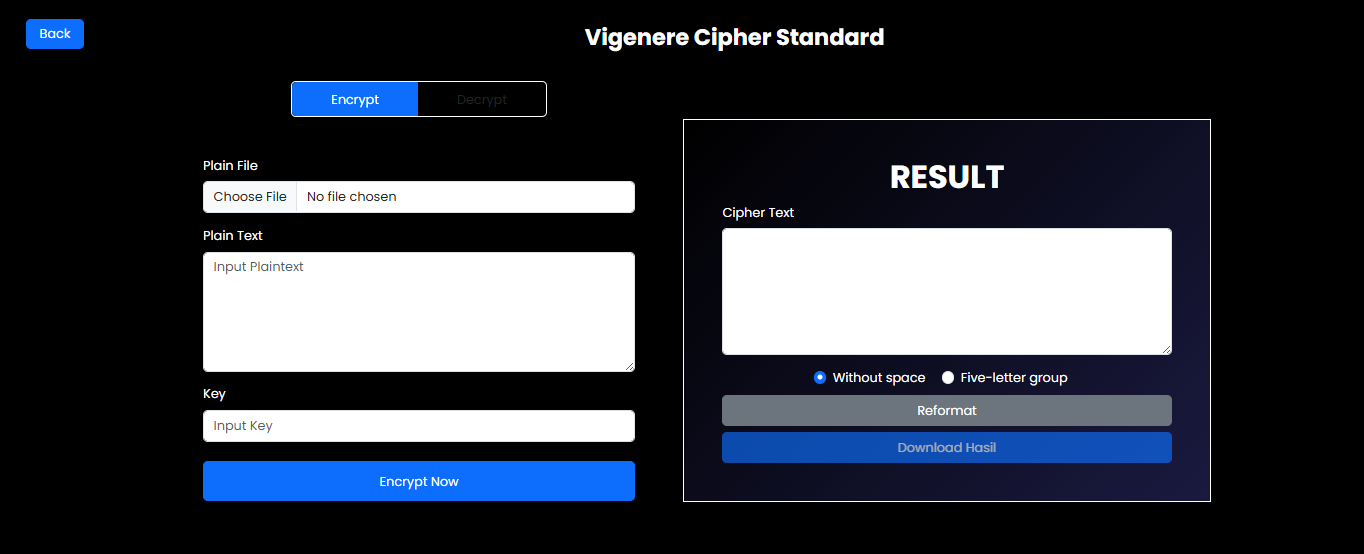 Back
Vigenere Cipher Standard
Encrypt
Decrypt
Plain File
Choose File No file chosen
Plain Text
Input Plaintext
Key
Input Key
Encrypt Now
RESULT
Cipher Text
Without space
Five-letter group
Reformat
Download Hasil